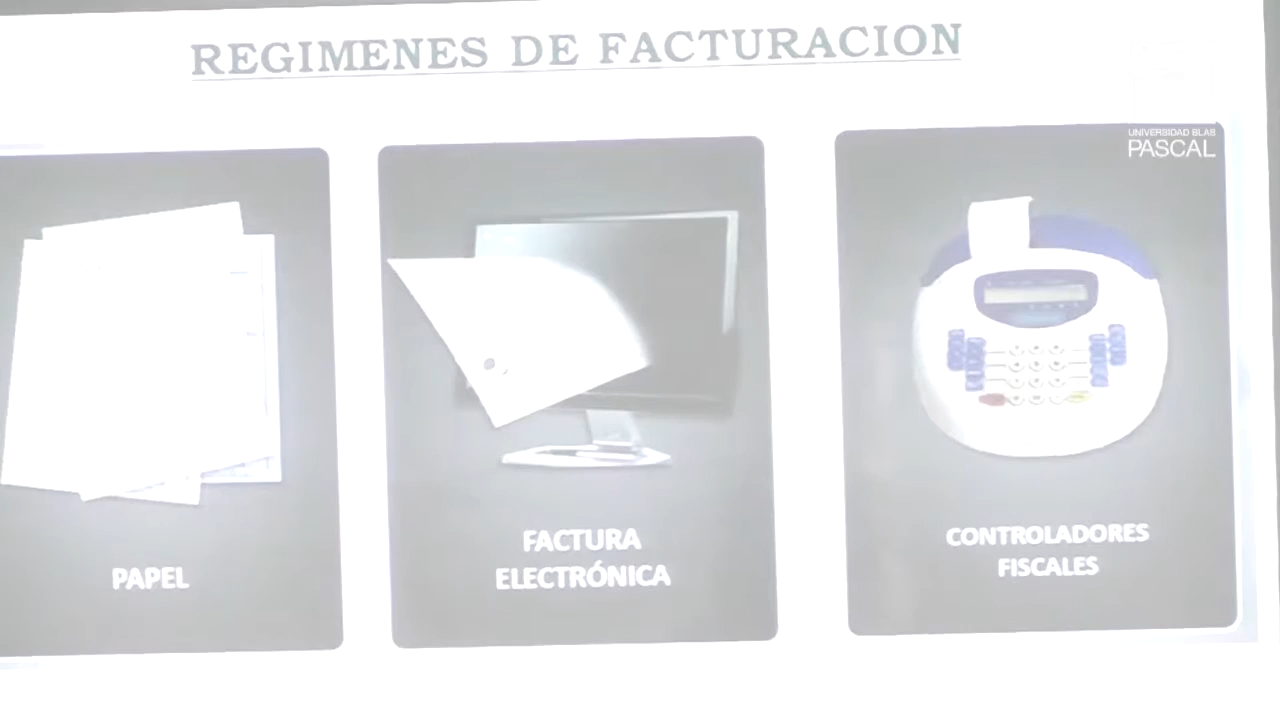 REGIMENES DE FACTURACION
UNIVERSIDAD BLAS
PASCAL
PAPEL
FACTURA
ELECTRÓNICA
CONTROLADORES
FISCALES